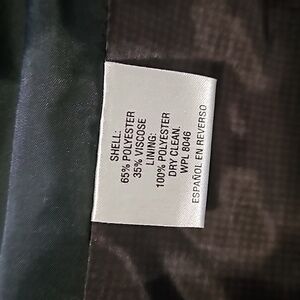 SHELL:
65% POLYESTER
35% VISCOSE
LINING:
100% POLYESTER
DRY CLEAN.
WPL 8046
ESPAÑOL EN REVERSO